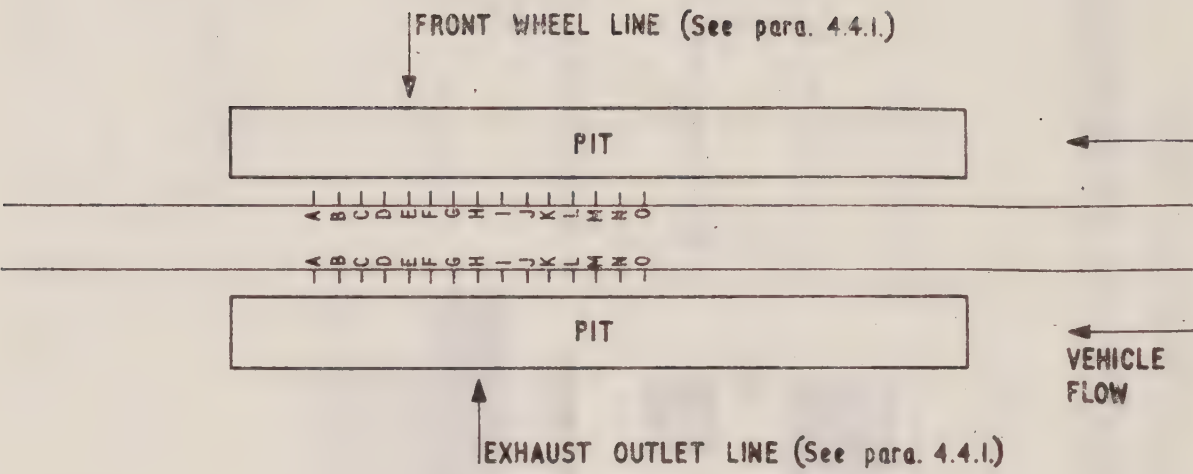 FRONT WHEEL LINE (See para. 4.4.1.)
PIT
A B C D E F G H I J K L M N O
A B C D E F G H I J K L M N O
PIT
VEHICLE
FLOW
EXHAUST OUTLET LINE (See para. 4.4.1.)